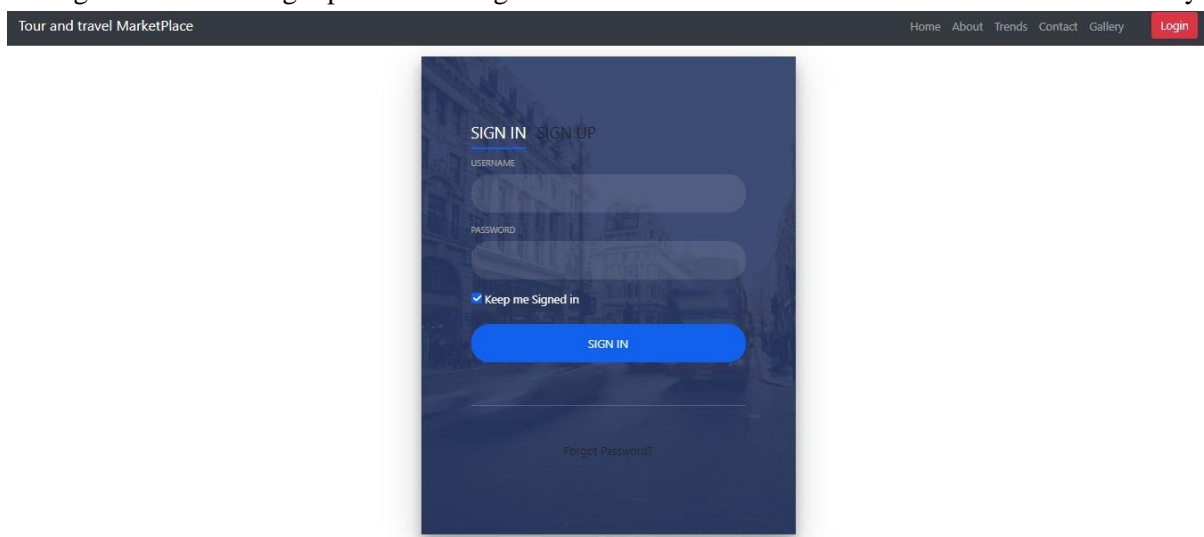 Tour and travel MarketPlace Home About Trends Contact Gallery Login
SIGN IN SIGN UP
USERNAME
PASSWORD
Keep me Signed in
SIGN IN
Forgot Password?